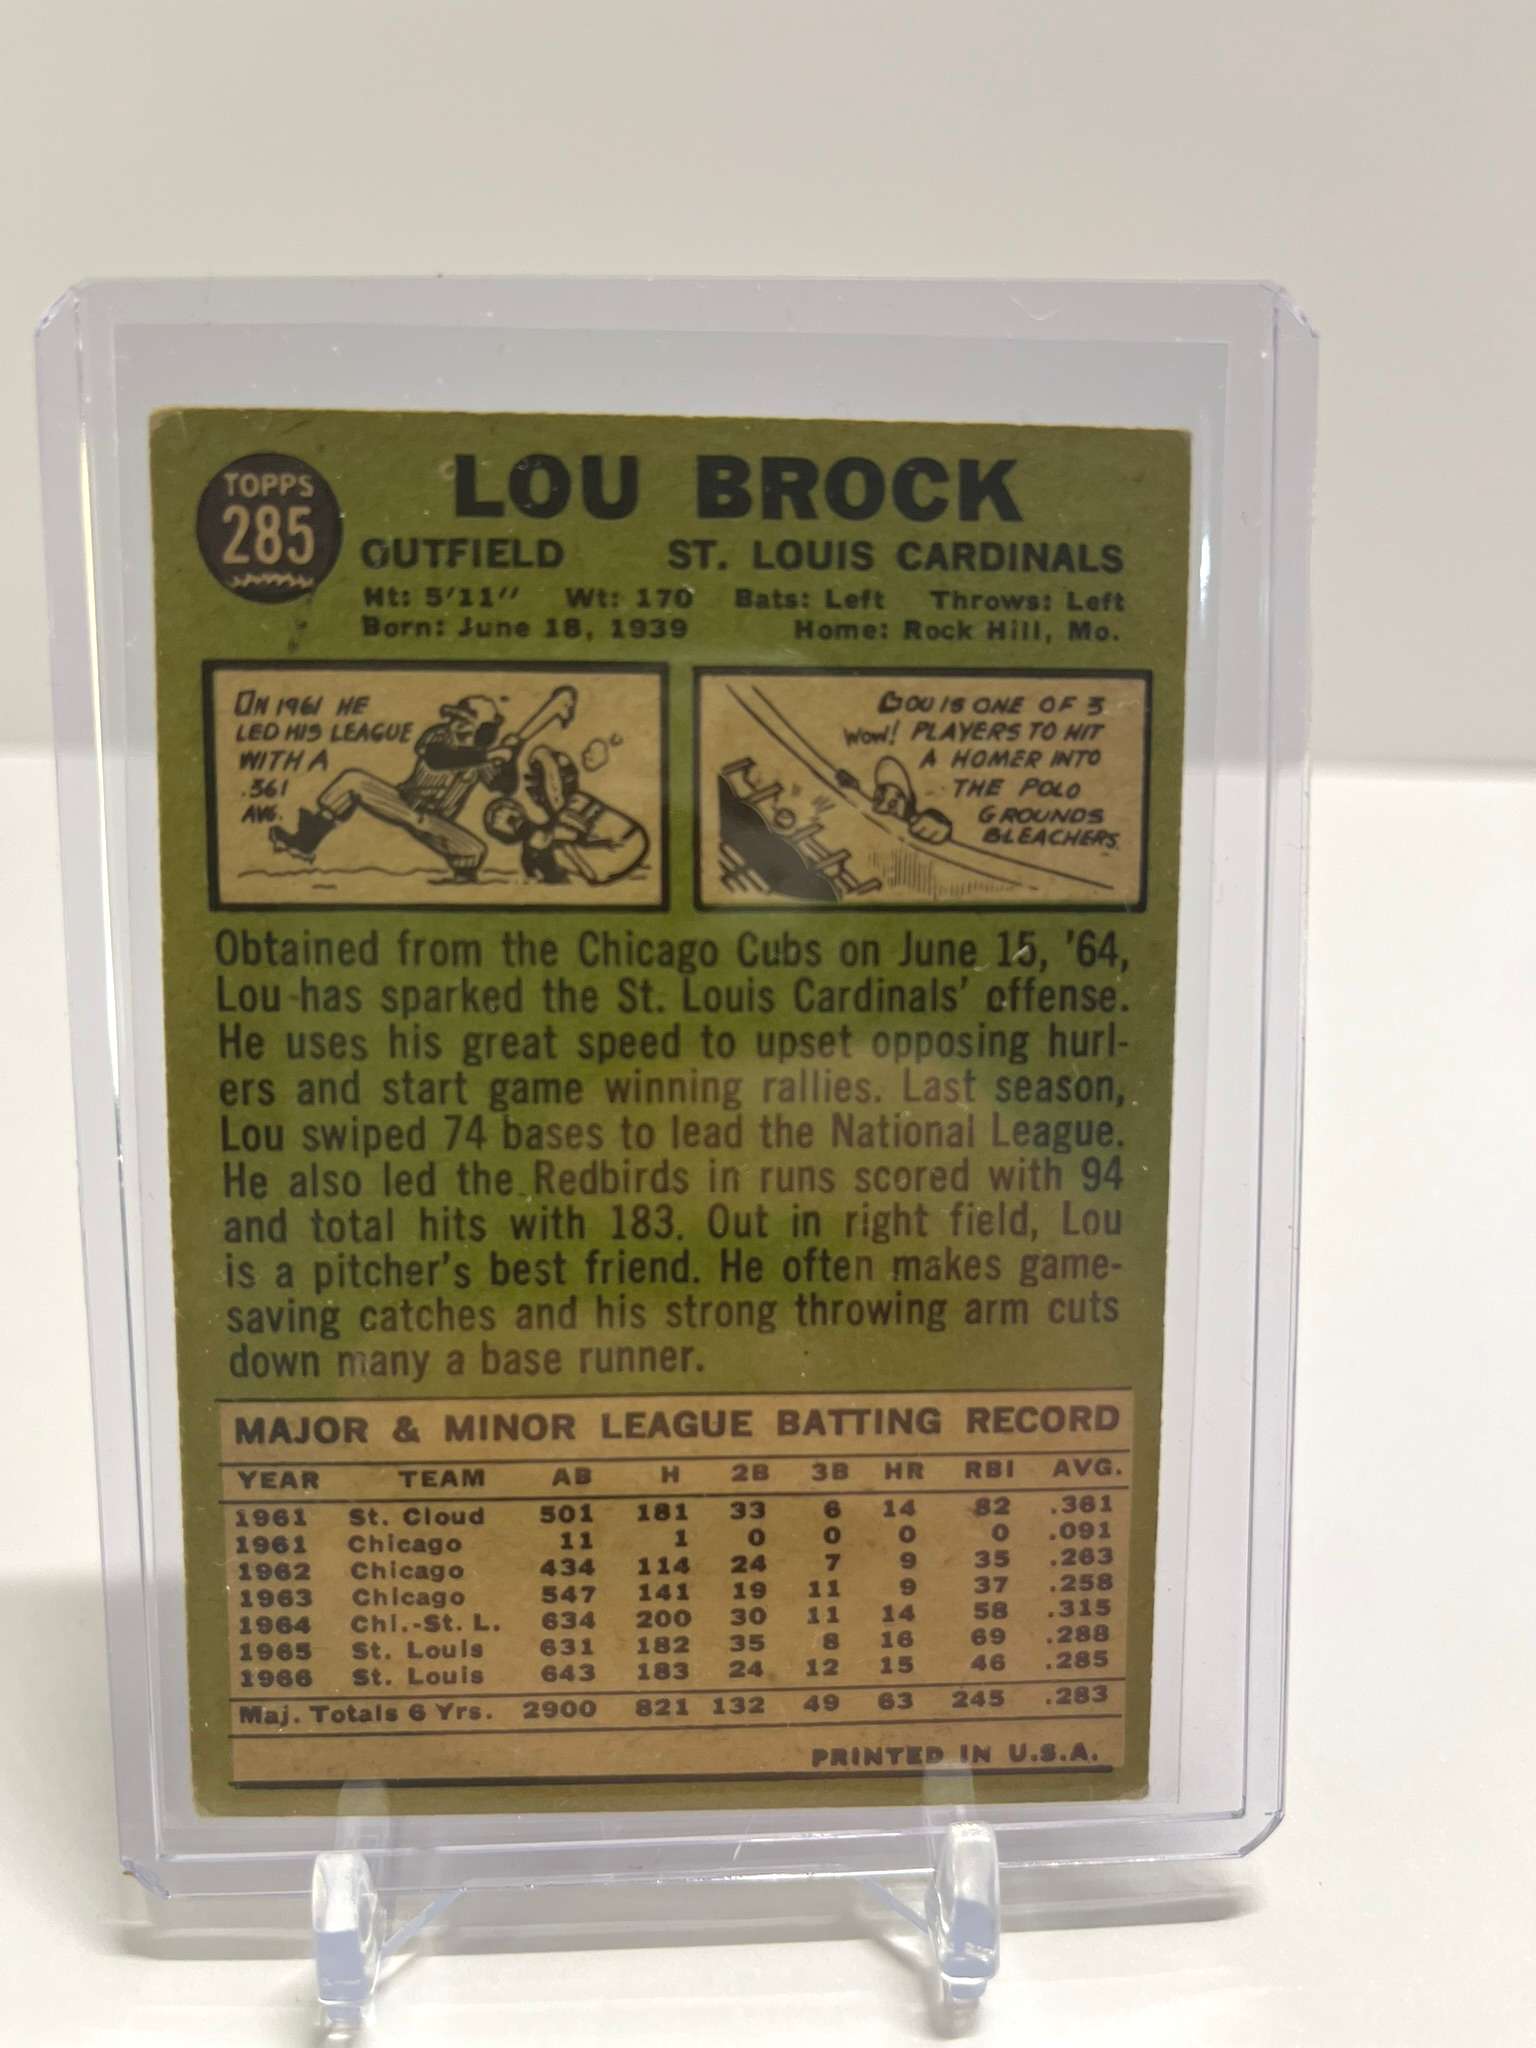 TOPPS
285
LOU BROCK
OUTFIELD ST. LOUIS CARDINALS
Ht: 5'11" Wt: 170 Bats: Left Throws: Left
Born: June 18, 1939 Home: Rock Hill, Mo.
IN 1961 HE
LED HIS LEAGUE
WITH A
.361
AVG.
LOU IS ONE OF 3
WOW! PLAYERS TO HIT
A HOMER INTO
THE POLO
GROUNDS
BLEACHERS.
Obtained from the Chicago Cubs on June 15, '64,
Lou has sparked the St. Louis Cardinals' offense.
He uses his great speed to upset opposing hurl-
ers and start game winning rallies. Last season,
Lou swiped 74 bases to lead the National League.
He also led the Redbirds in runs scored with 94
and total hits with 183. Out in right field, Lou
is a pitcher's best friend. He often makes game-
saving catches and his strong throwing arm cuts
down many a base runner.
MAJOR & MINOR LEAGUE BATTING RECORD
YEAR TEAM AB H 2B 3B HR RBI AVG.
1961 St. Cloud 501 181 33 6 14 82 .361
1961 Chicago 11 1 0 0 0 0 .091
1962 Chicago 434 114 24 7 9 35 .263
1963 Chicago 547 141 19 11 9 37 .258
1964 Chi.-St. L. 634 200 30 11 14 58 .315
1965 St. Louis 631 182 35 8 16 69 .288
1966 St. Louis 643 183 24 12 15 46 .285
Maj. Totals 6 Yrs. 2900 821 132 49 63 245 .283
PRINTED IN U.S.A.